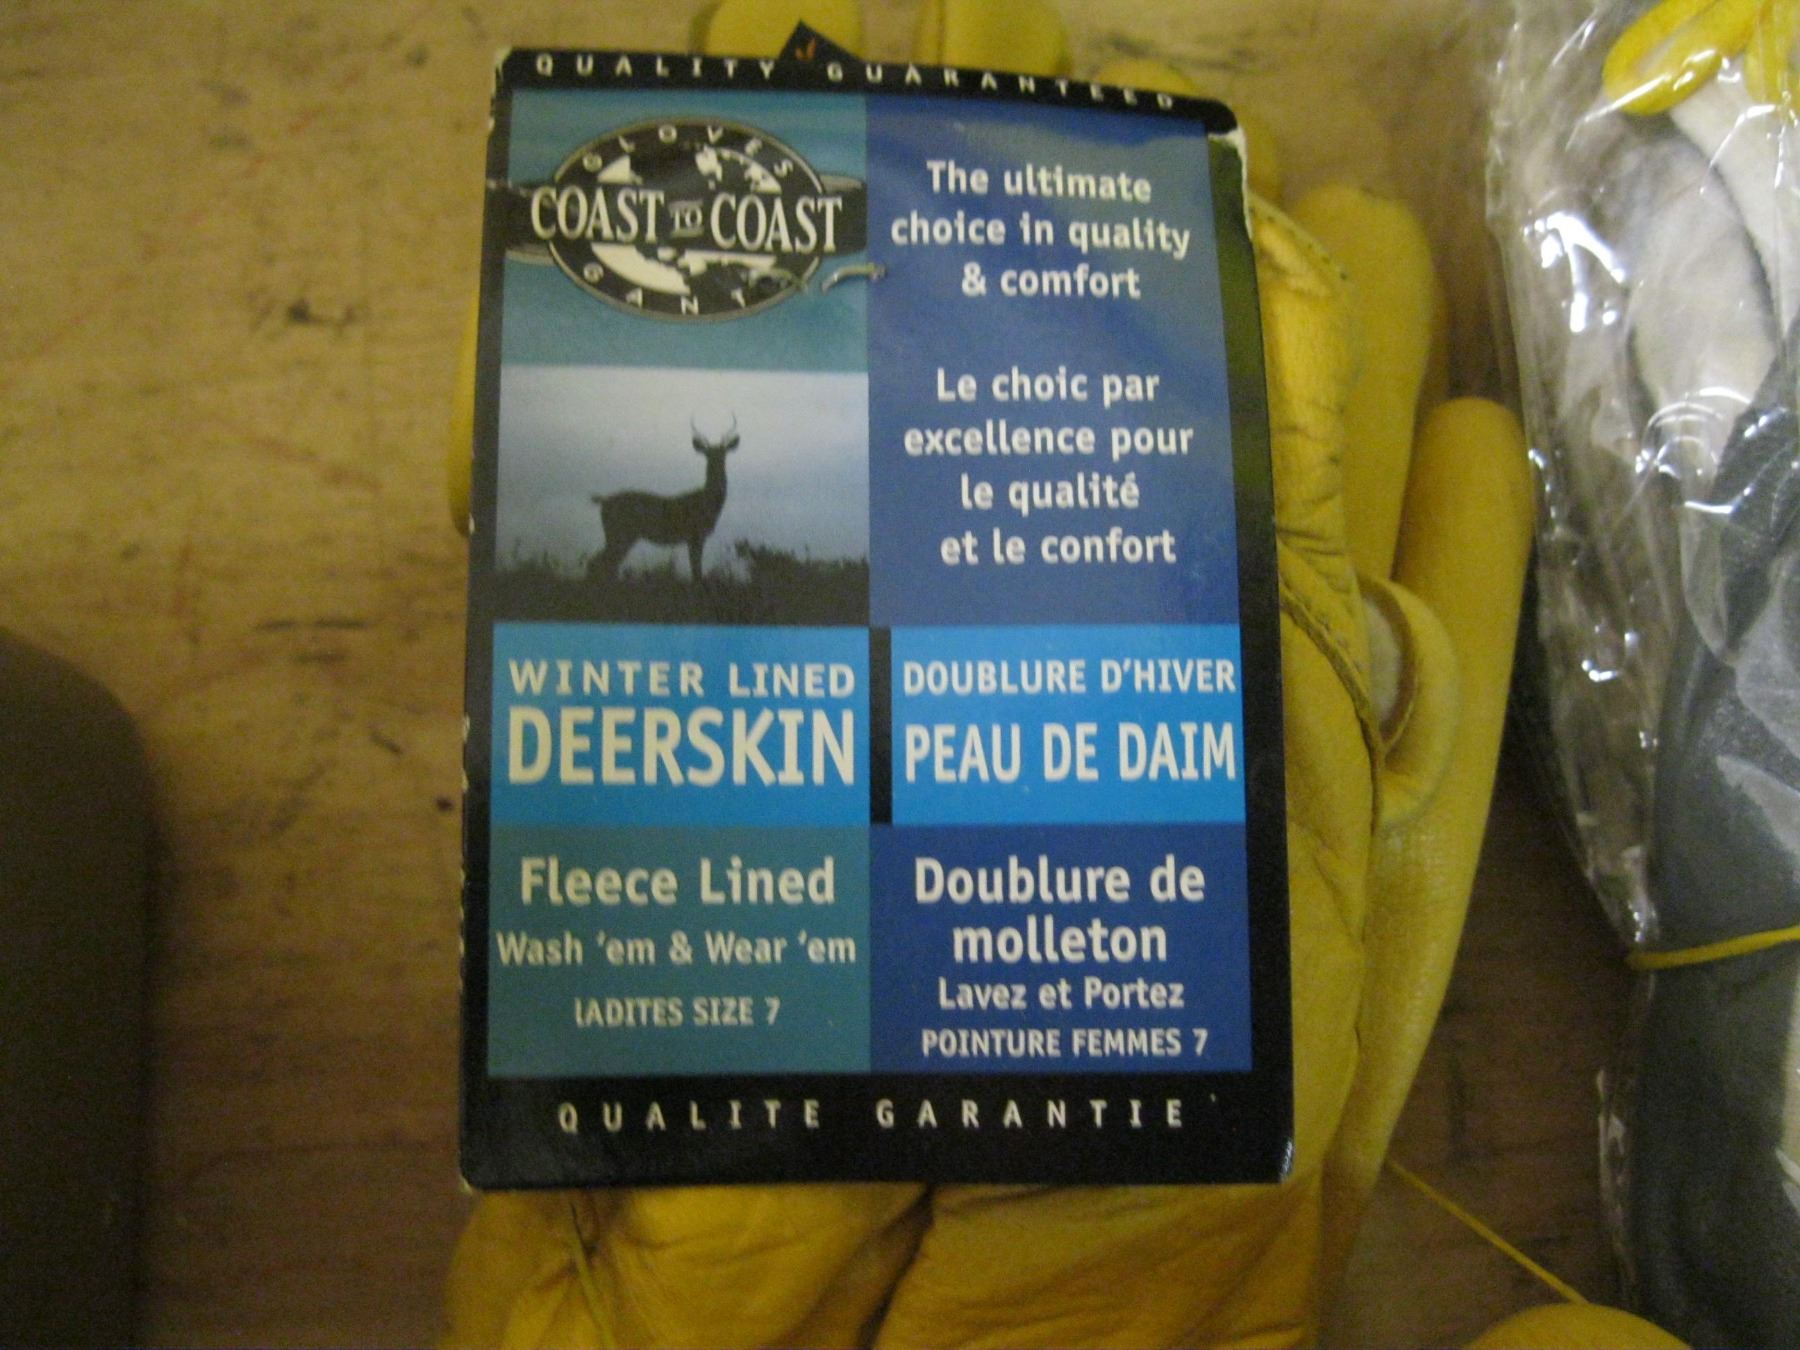 QUALITY GUARANTEED
GLOVES
COAST TO COAST
GANT
The ultimate
choice in quality
& comfort
Le choic par
excellence pour
le qualité
et le confort
WINTER LINED
DEERSKIN
DOUBLURE D'HIVER
PEAU DE DAIM
Fleece Lined
Wash 'em & Wear 'em
lADITES SIZE 7
Doublure de
molleton
Lavez et Portez
POINTURE FEMMES 7
QUALITE GARANTIE